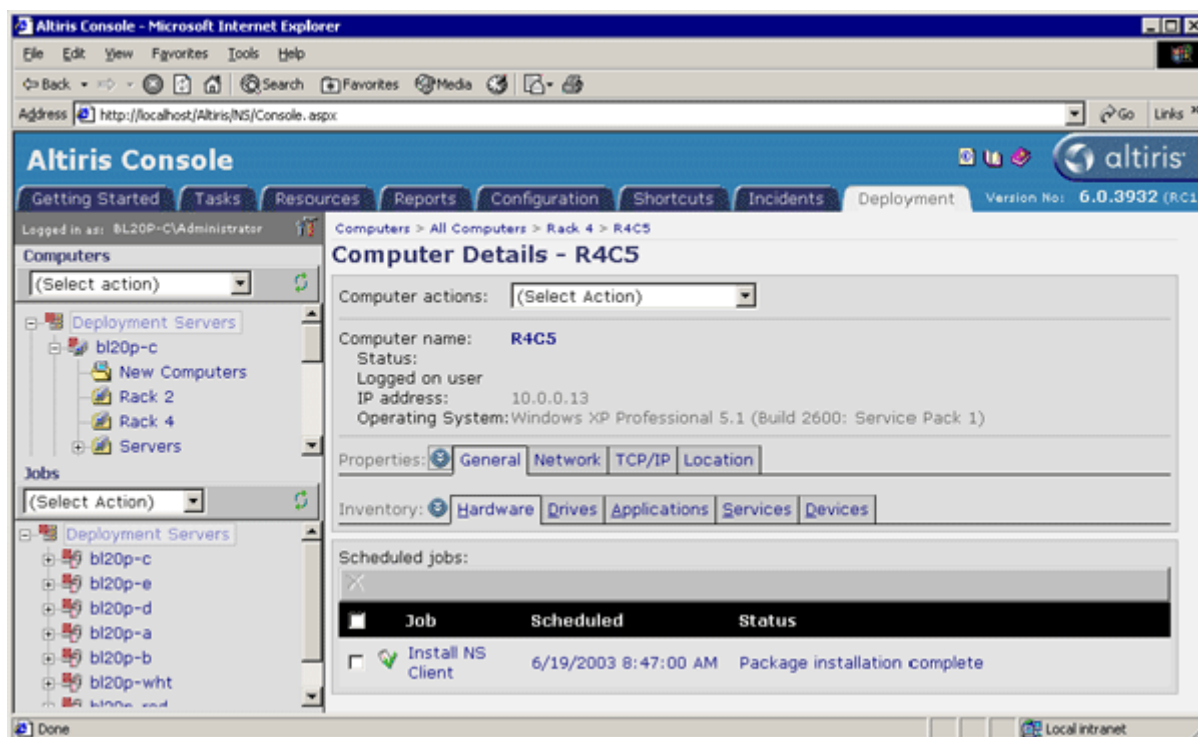 Altiris Console - Microsoft Internet Explorer
File Edit View Favorites Tools Help
Back Search Favorites Media
Address http://localhost/Altiris/NS/Console.aspx Go Links »
Altiris Console altiris
Getting Started Tasks Resources Reports Configuration Shortcuts Incidents Deployment Version No: 6.0.3932 (RC1
Logged in as: BL20P-C\Administrator
Computers
(Select action)
Deployment Servers
bl20p-c
New Computers
Rack 2
Rack 4
Servers
Jobs
(Select Action)
Deployment Servers
bl20p-c
bl20p-e
bl20p-d
bl20p-a
bl20p-b
bl20p-wht
Computers > All Computers > Rack 4 > R4C5
Computer Details - R4C5
Computer actions: (Select Action)
Computer name: R4C5
Status:
Logged on user
IP address: 10.0.0.13
Operating System: Windows XP Professional 5.1 (Build 2600: Service Pack 1)
Properties: General Network TCP/IP Location
Inventory: Hardware Drives Applications Services Devices
Scheduled jobs:
Job Scheduled Status
Install NS
Client 6/19/2003 8:47:00 AM Package installation complete
Done Local intranet